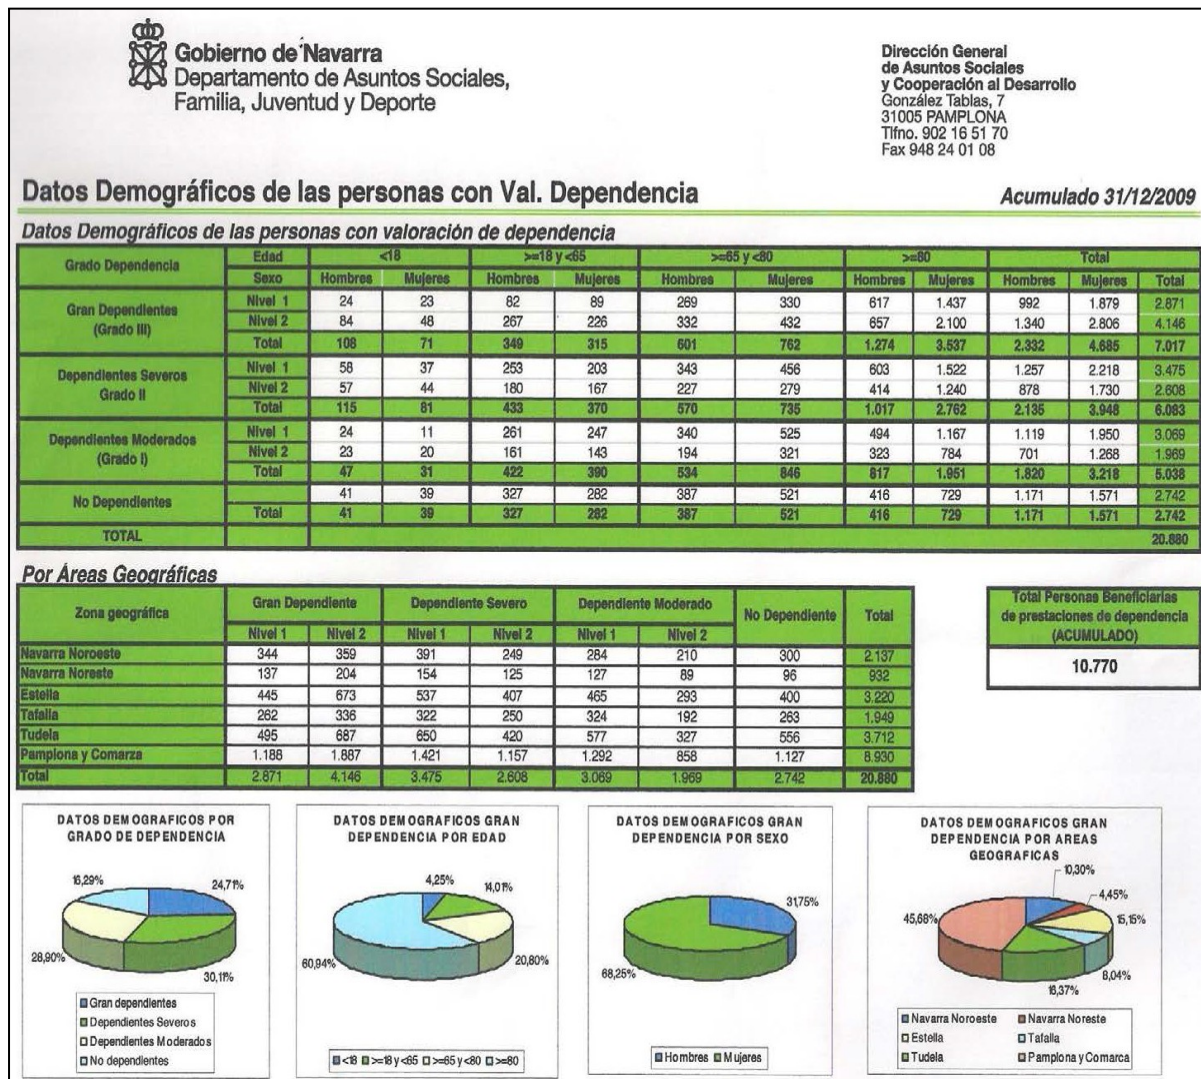 Gobierno de Navarra
Departamento de Asuntos Sociales,
Familia, Juventud y Deporte
Dirección General
de Asuntos Sociales
y Cooperación al Desarrollo
González Tablas, 7
31005 PAMPLONA
Tlfno. 902 16 51 70
Fax 948 24 01 08
Datos Demográficos de las personas con Val. Dependencia Acumulado 31/12/2009
Datos Demográficos de las personas con valoración de dependencia
Grado Dependencia Edad <18 >=18 y <65 >=65 y <80 >=80 Total
Sexo Hombres Mujeres Hombres Mujeres Hombres Mujeres Hombres Mujeres Hombres Mujeres Total
Gran Dependientes
(Grado III)
Nivel 1 24 23 82 89 269 330 617 1.437 992 1.879 2.871
Nivel 2 84 48 267 226 332 432 657 2.100 1.340 2.806 4.146
Total 108 71 349 315 601 762 1.274 3.537 2.332 4.685 7.017
Dependientes Severos
Grado II
Nivel 1 58 37 253 203 343 456 603 1.522 1.257 2.218 3.475
Nivel 2 57 44 180 167 227 279 414 1.240 878 1.730 2.608
Total 115 81 433 370 570 735 1.017 2.762 2.135 3.948 6.083
Dependientes Moderados
(Grado I)
Nivel 1 24 11 261 247 340 525 494 1.167 1.119 1.950 3.069
Nivel 2 23 20 161 143 194 321 323 784 701 1.268 1.969
Total 47 31 422 390 534 846 817 1.951 1.820 3.218 5.038
No Dependientes
41 39 327 282 387 521 416 729 1.171 1.571 2.742
Total 41 39 327 282 387 521 416 729 1.171 1.571 2.742
TOTAL 20.880
Por Áreas Geográficas
Zona geográfica Gran Dependiente Dependiente Severo Dependiente Moderado No Dependiente Total
Nivel 1 Nivel 2 Nivel 1 Nivel 2 Nivel 1 Nivel 2
Navarra Noroeste 344 359 391 249 284 210 300 2.137
Navarra Noreste 137 204 154 125 127 89 96 932
Estella 445 673 537 407 465 293 400 3.220
Tafalla 262 336 322 250 324 192 263 1.949
Tudela 495 687 650 420 577 327 556 3.712
Pamplona y Comarza 1.188 1.887 1.421 1.157 1.292 858 1.127 8.930
Total 2.871 4.146 3.475 2.608 3.069 1.969 2.742 20.880
Total Personas Beneficiarias
de prestaciones de dependencia
(ACUMULADO)
10.770
DATOS DEMOGRAFICOS POR
GRADO DE DEPENDENCIA
16,29%
24,71%
28,90%
30,11%
Gran dependientes
Dependientes Severos
Dependientes Moderados
No dependientes
DATOS DEMOGRAFICOS GRAN
DEPENDENCIA POR EDAD
4,25%
14,01%
60,94%
20,80%
<18 >=18 y <65 >=65 y <80 >=80
DATOS DEMOGRAFICOS GRAN
DEPENDENCIA POR SEXO
31,75%
68,25%
Hombres Mujeres
DATOS DEMOGRAFICOS GRAN
DEPENDENCIA POR AREAS
GEOGRAFICAS
10,30%
4,45%
45,68%
15,15%
8,04%
16,37%
Navarra Noroeste Navarra Noreste
Estella Tafalla
Tudela Pamplona y Comarca